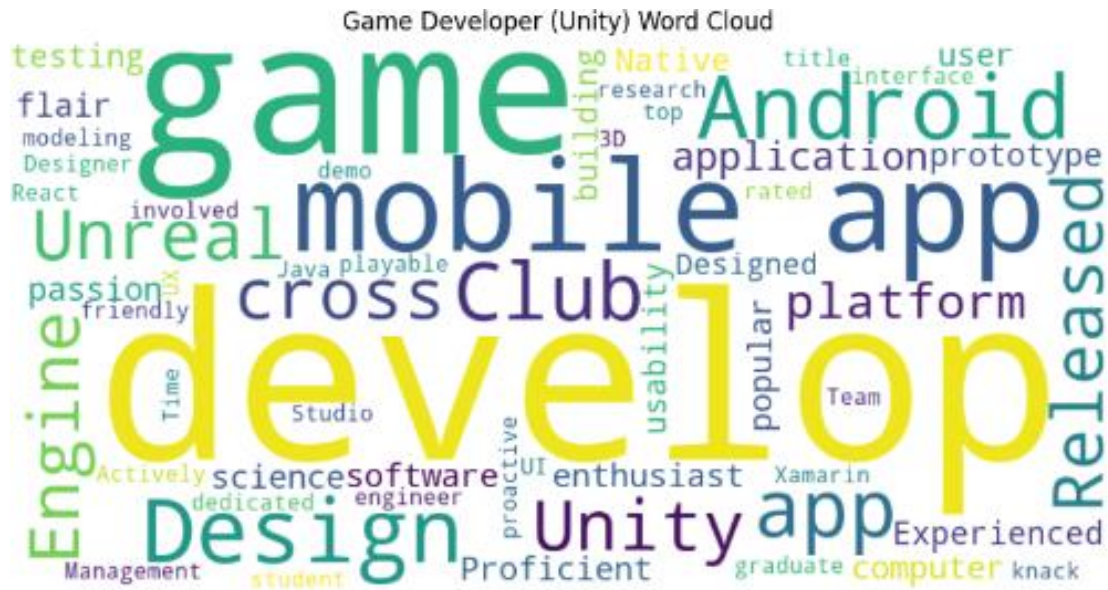 Game Developer (Unity) Word Cloud
testing
game
building
Native
title
user
interface
flair
research
top
Android
modeling
3D
application
prototype
Designer
demo
mobile app
rated
React
involved
Unreal
Released
Java
playable
Designed
passion
UX
cross
Club
platform
friendly
usability
popular
Engine
develop
Time
Studio
Team
Actively
science
software
proactive
UI
enthusiast
Xamarin
dedicated
engineer
Design
Unity
app
Experienced
Management
student
Proficient
graduate
computer
knack